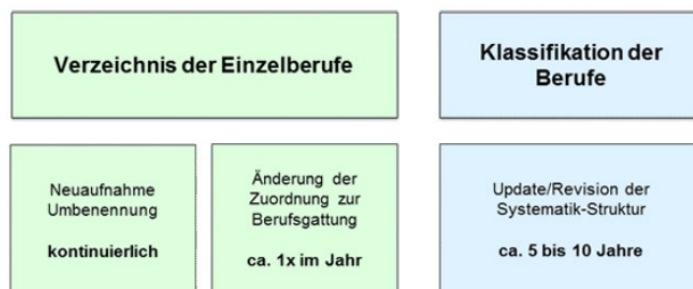 Verzeichnis der Einzelberufe
Klassifikation der
Berufe
Neuaufnahme
Umbenennung
kontinuierlich
Änderung der
Zuordnung zur
Berufsgattung
ca. 1x im Jahr
Update/Revision der
Systematik-Struktur
ca. 5 bis 10 Jahre